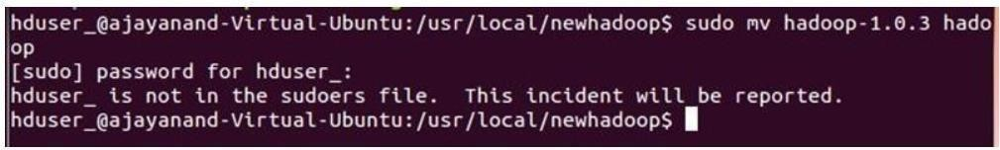 hduser_@ajayanand-Virtual-Ubuntu:/usr/local/newhadoop$ sudo mv hadoop-1.0.3 hado
op
[sudo] password for hduser_:
hduser_ is not in the sudoers file.  This incident will be reported.
hduser_@ajayanand-Virtual-Ubuntu:/usr/local/newhadoop$